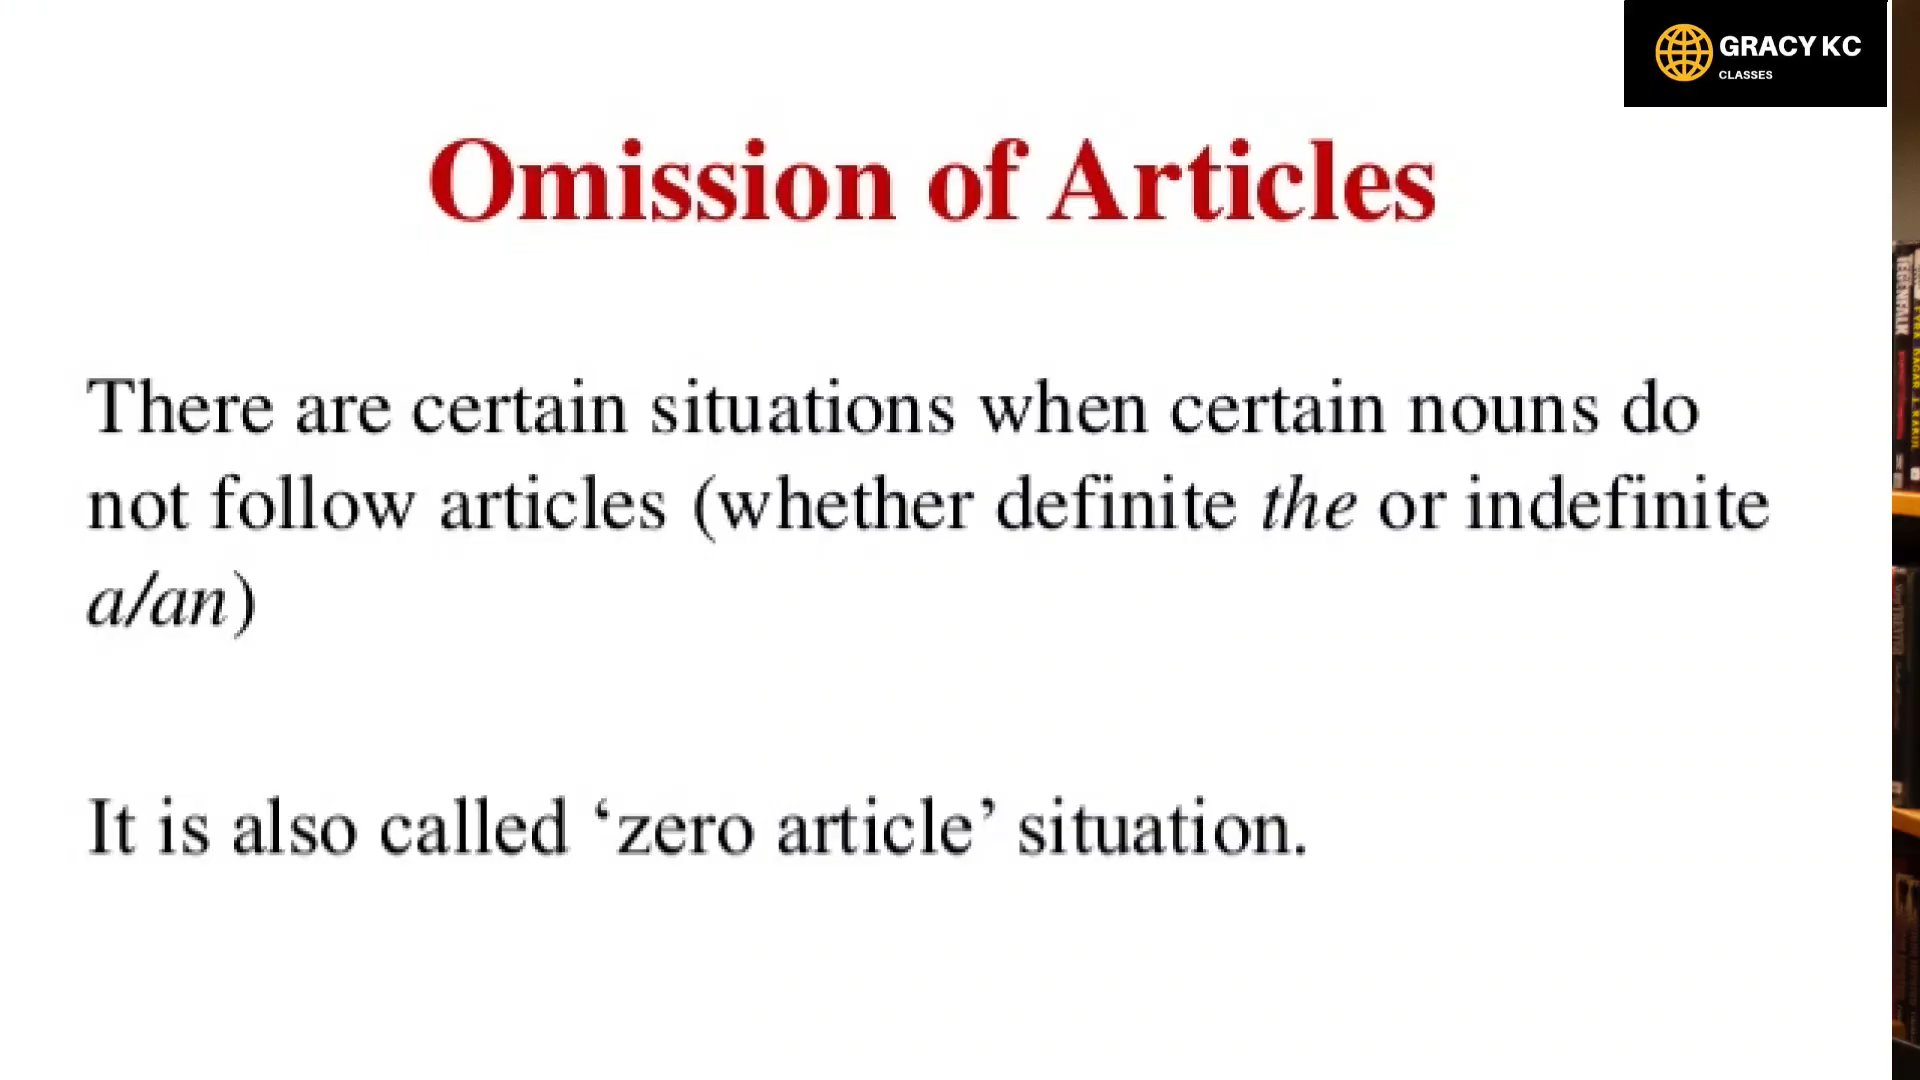 GRACY KC
CLASSES
Omission of Articles
There are certain situations when certain nouns do
not follow articles (whether definite the or indefinite
a/an)
It is also called ‘zero article’ situation.